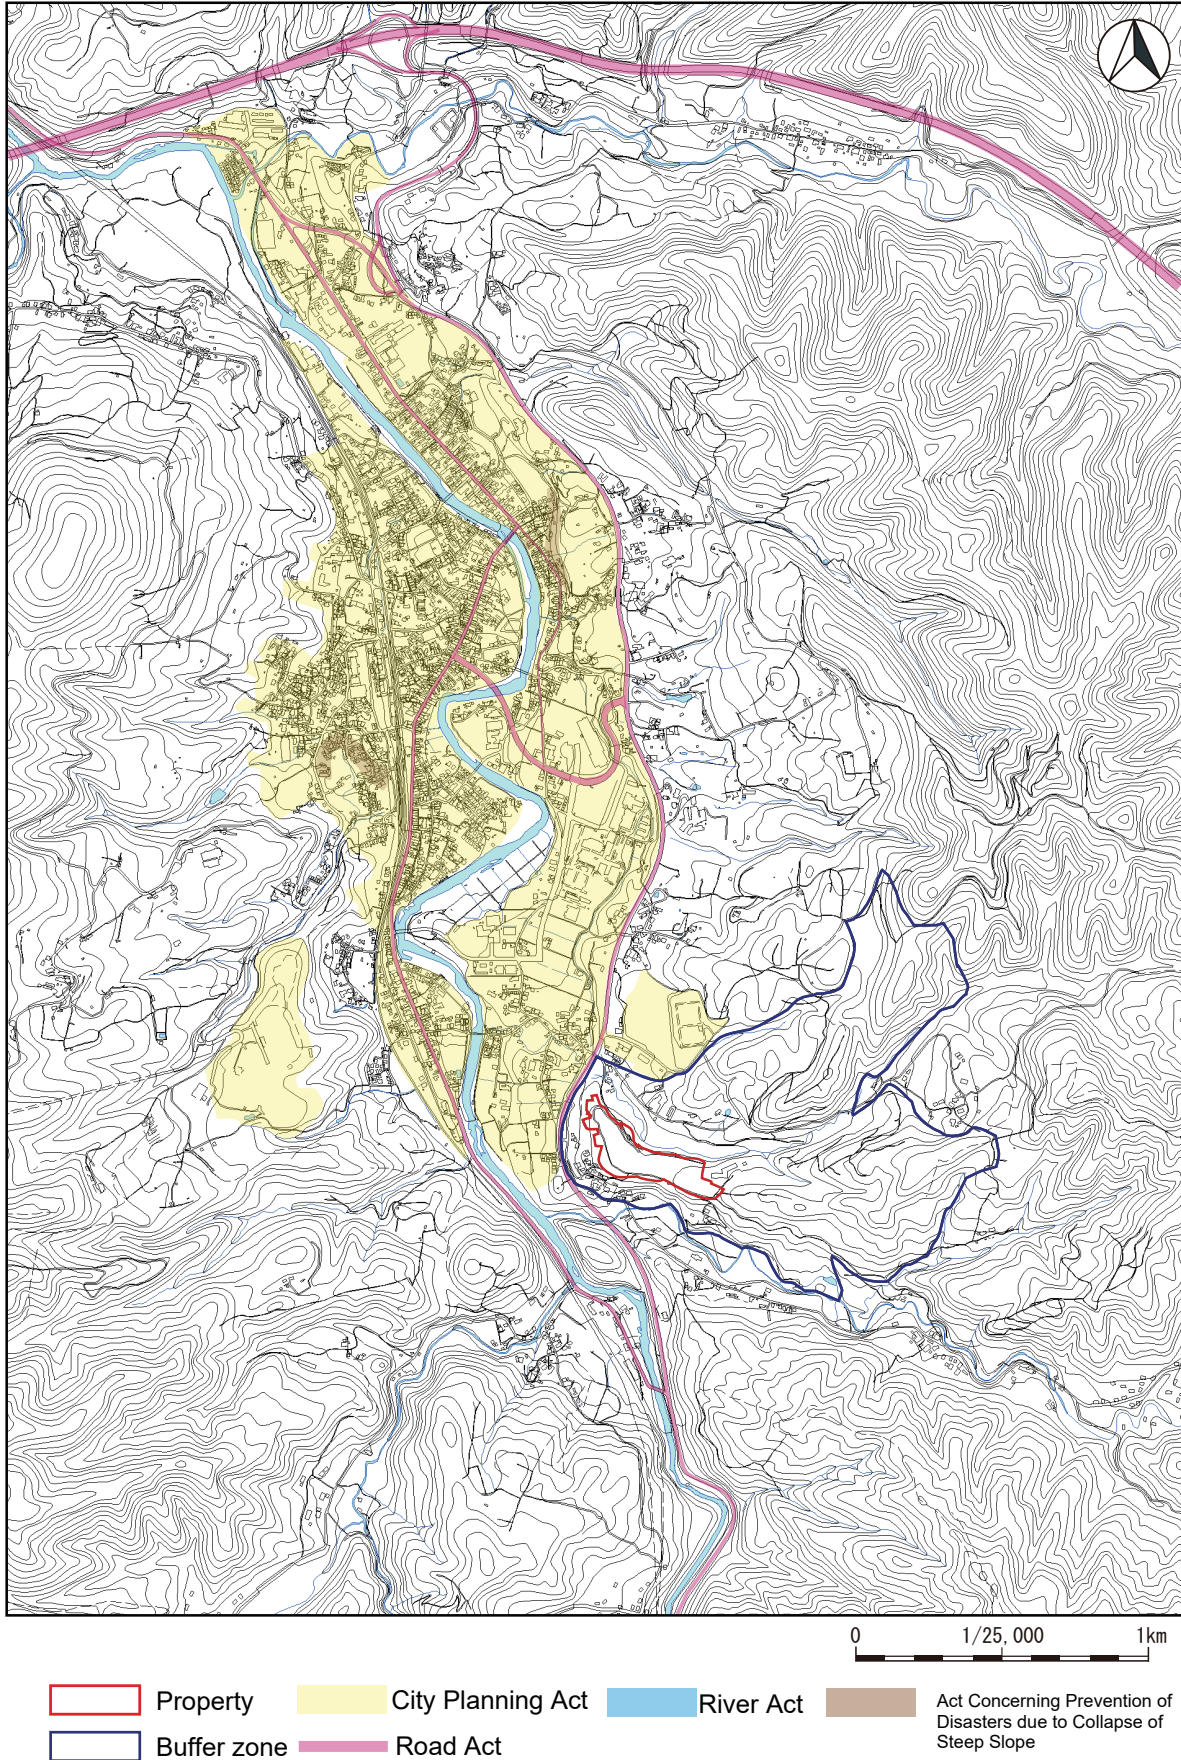 0 1/25,000 1km
Property
City Planning Act
River Act
Act Concerning Prevention of
Disasters due to Collapse of
Steep Slope
Buffer zone
Road Act